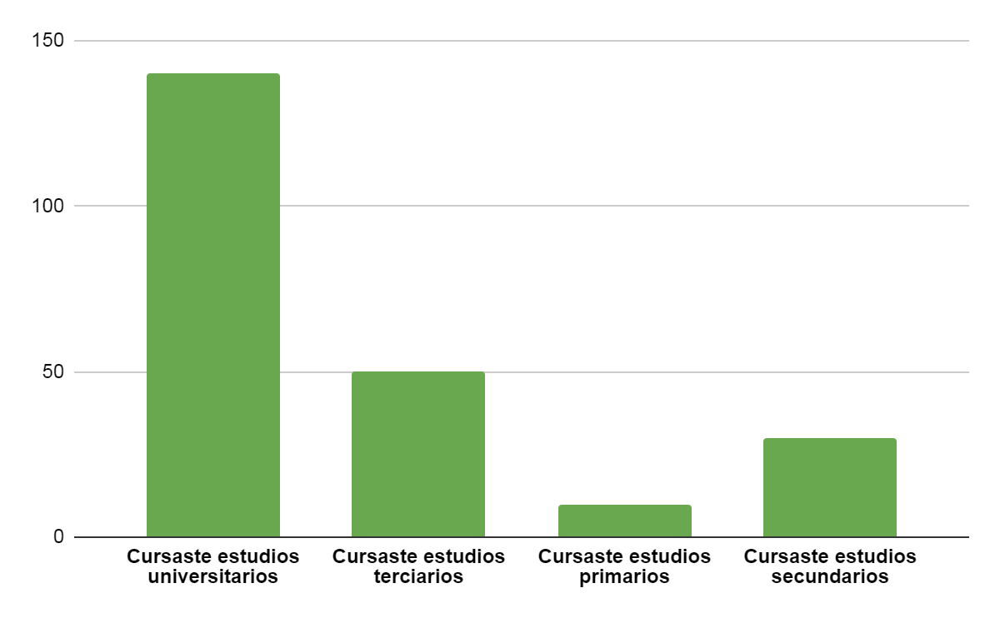 150
100
50
0
Cursaste estudios
universitarios
Cursaste estudios
terciarios
Cursaste estudios
primarios
Cursaste estudios
secundarios